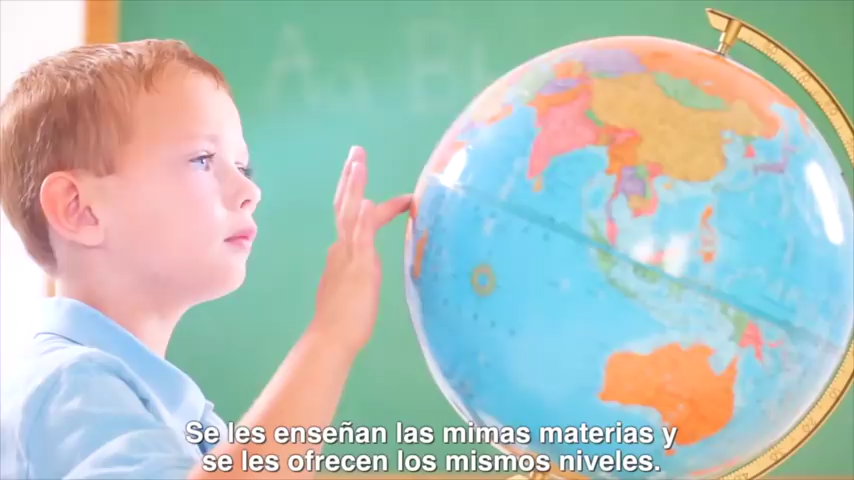 Se les enseñan las mimas materias y
se les ofrecen los mismos niveles.